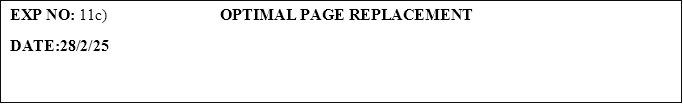 EXP NO: 11c) OPTIMAL PAGE REPLACEMENT
DATE:28/2/25